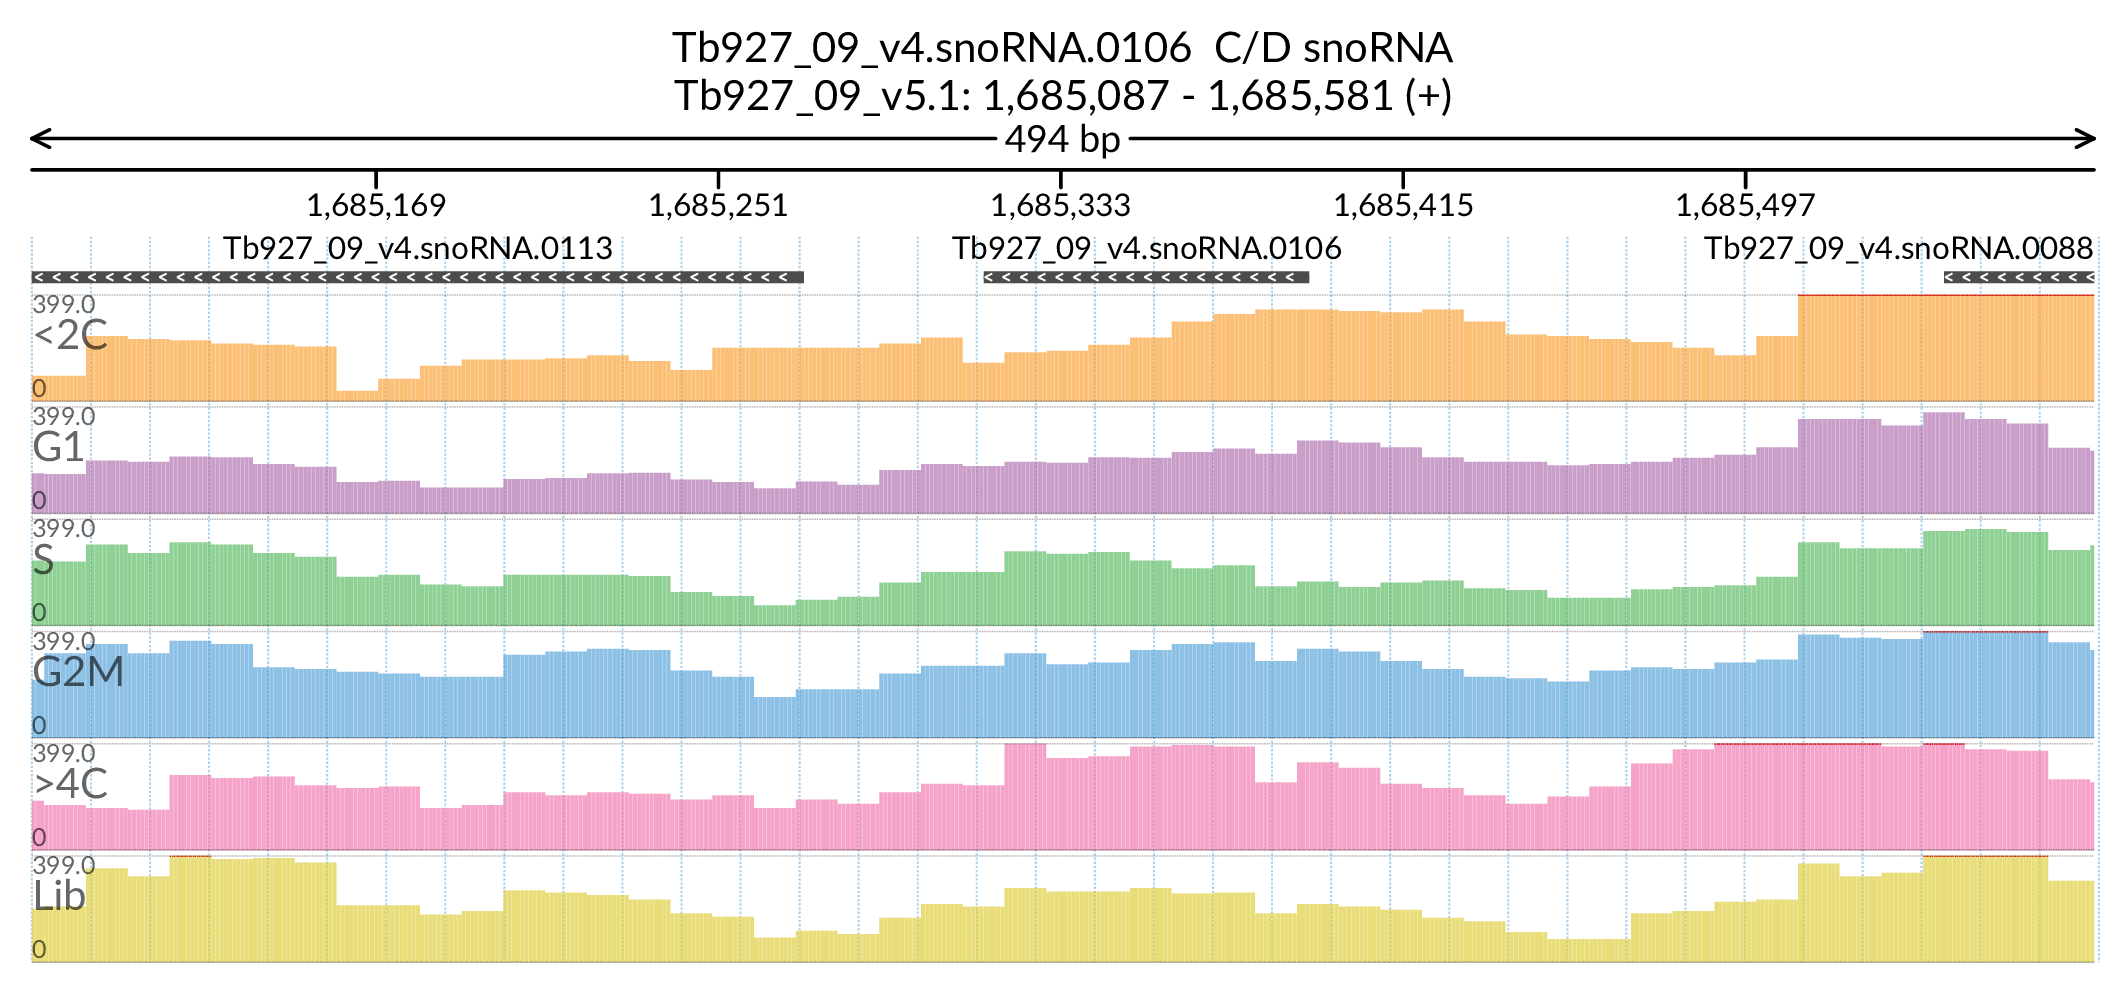 Tb927_09_v4.snoRNA.0106  C/D snoRNA
Tb927_09_v5.1: 1,685,087 - 1,685,581 (+)
494 bp
1,685,169 1,685,251 1,685,333 1,685,415 1,685,497
Tb927_09_v4.snoRNA.0113 Tb927_09_v4.snoRNA.0106 Tb927_09_v4.snoRNA.0088
399.0
<2C
0
399.0
G1
0
399.0
S
0
399.0
G2M
0
399.0
>4C
0
399.0
Lib
0